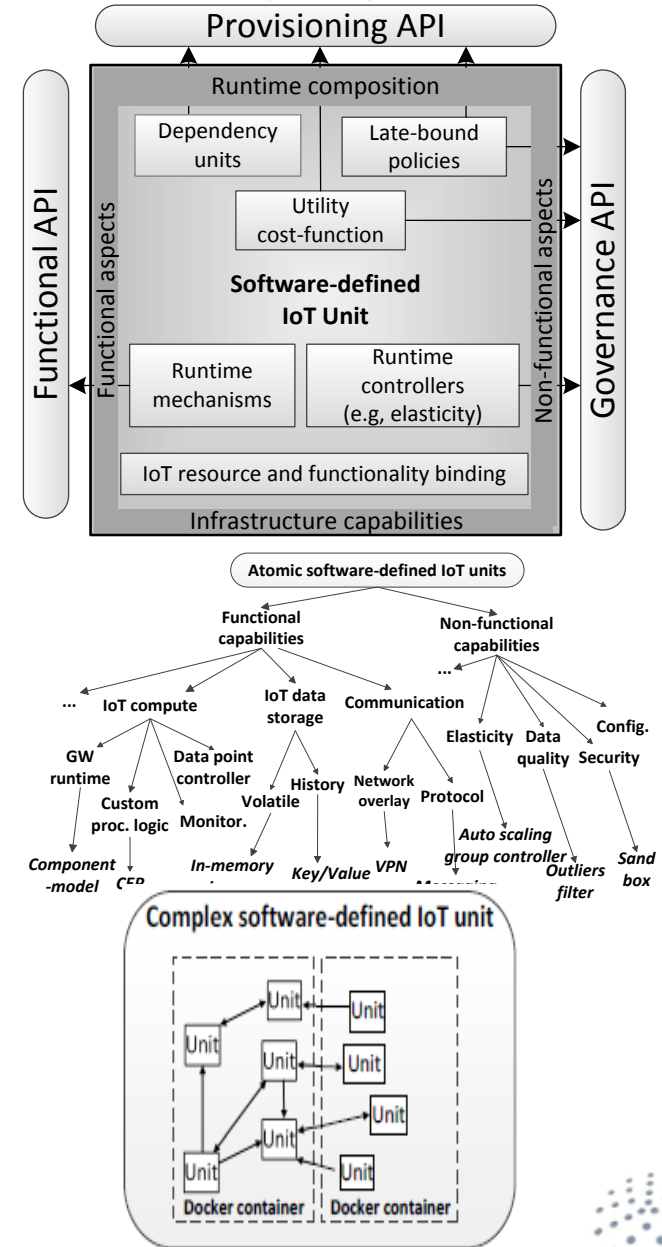 Provisioning API
Runtime composition
Dependency
units
Late-bound
policies
Utility
cost-function
Functional API
Functional aspects
Software-defined
IoT Unit
Non-functional aspects
Governance API
Runtime
mechanisms
Runtime
controllers
(e.g, elasticity)
IoT resource and functionality binding
Infrastructure capabilities
Atomic software-defined IoT units
Functional
capabilities
Non-functional
capabilities
...
...
IoT compute
IoT data
storage
Communication
Elasticity
Data
quality
Security
Config.
GW
runtime
Custom
proc. logic
Monitor.
Data point
controller
Volatile
History
Network
overlay
Protocol
Component
-model
CEP
In-memory
Key/Value
VPN
Auto scaling
group controller
Outliers
filter
Sand
box
Complex software-defined IoT unit
Unit
Unit
Unit
Unit
Unit
Unit
Unit
Unit
Unit
Docker container
Docker container